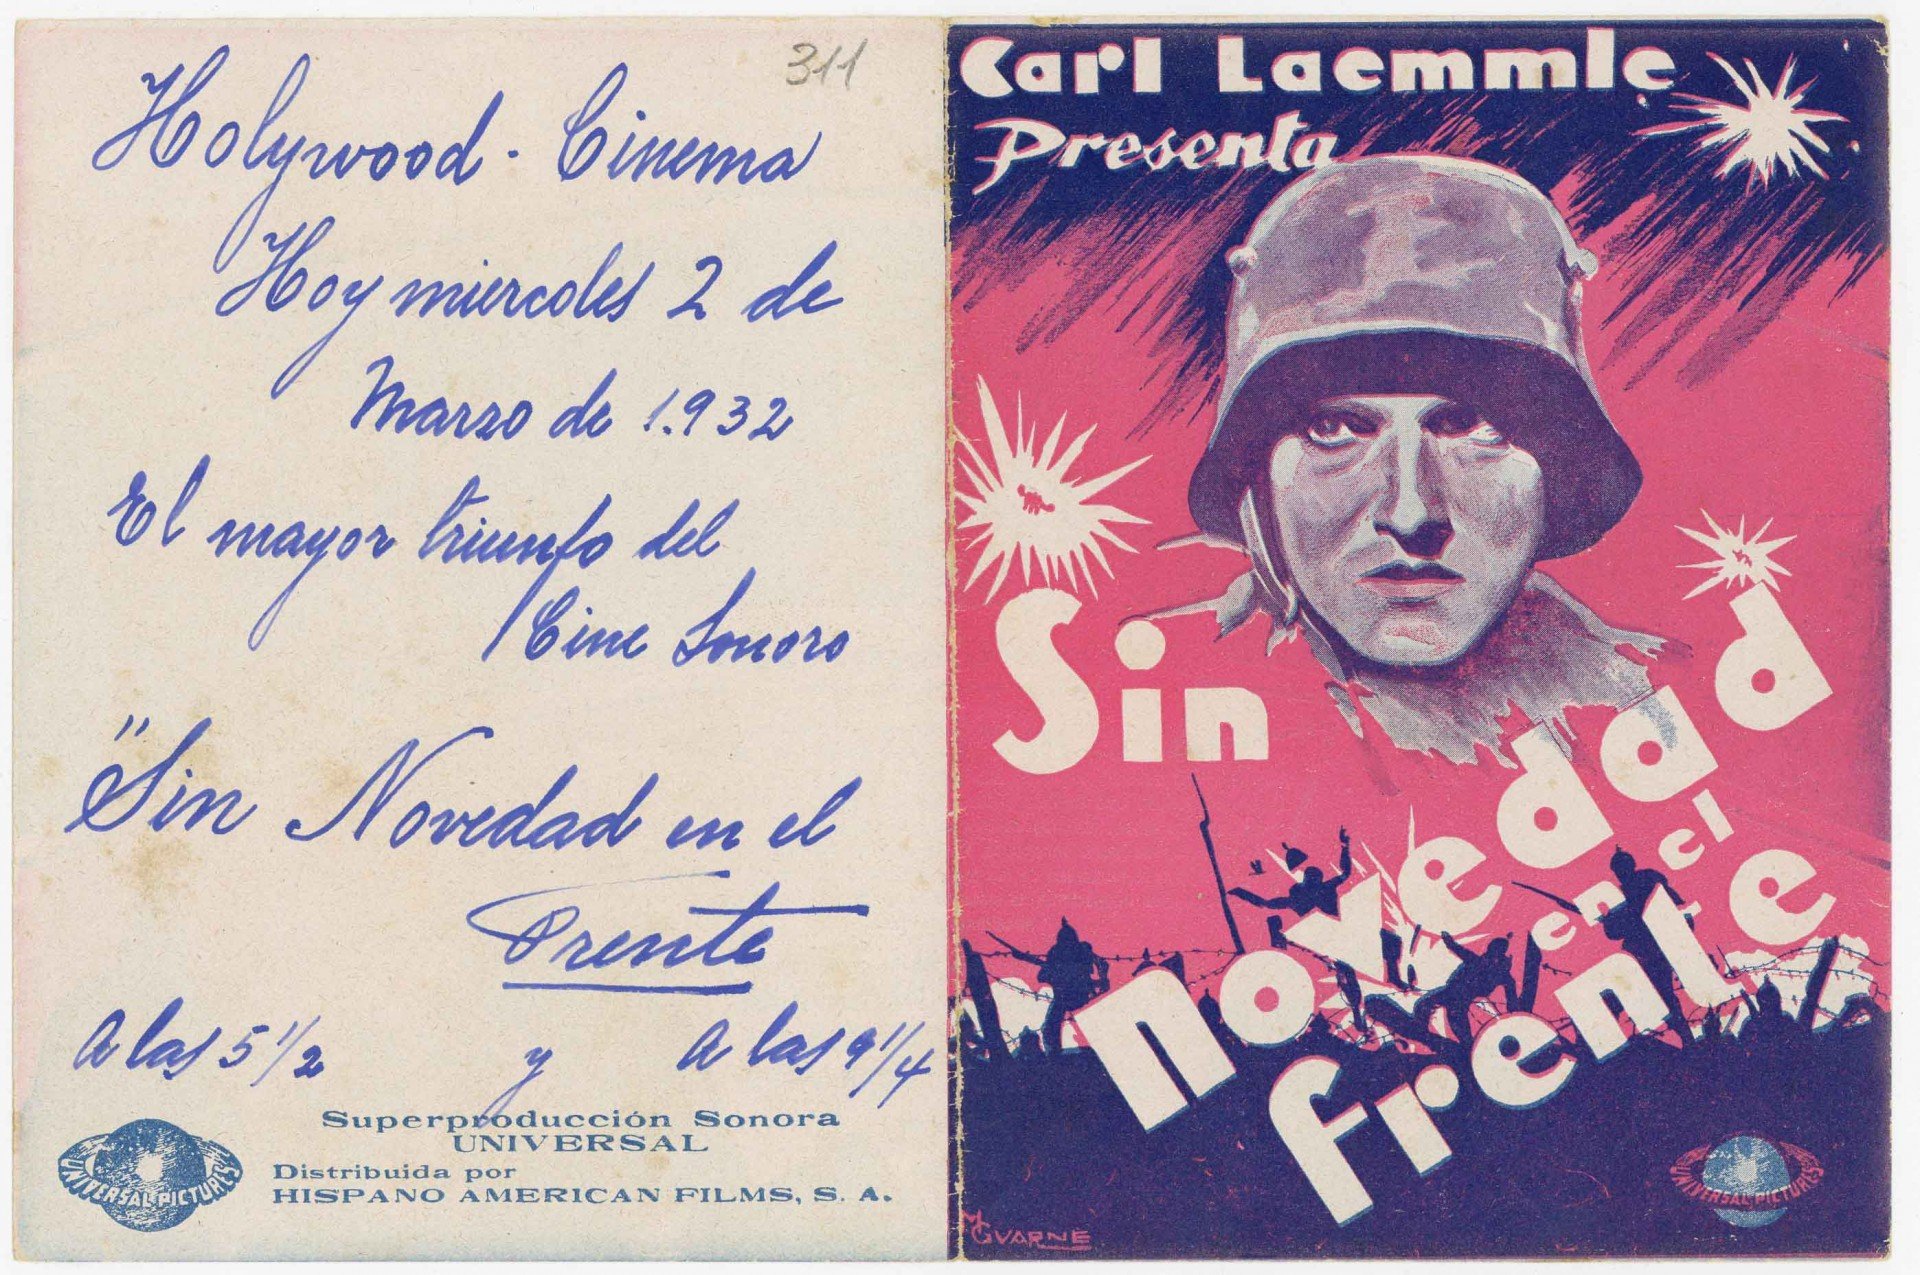 311
Holywood - Cinema
Hoy miercoles 2 de
Marzo de 1.932
El mayor triunfo del
Cine Sonoro
"Sin Novedad en el
Frente
A las 5 1/2 y A las 9 1/4
Superproducción Sonora
UNIVERSAL
Distribuida por
HISPANO AMERICAN FILMS, S. A.
UNIVERSAL PICTURES
Carl Laemmle
Presenta
Sin
novedad
en el
frente
UNIVERSAL PICTURES
MGVARNE